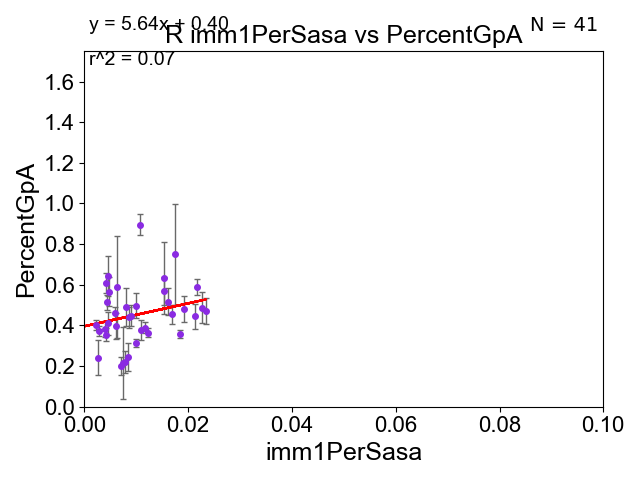 y = 5.64x + 0.40
R imm1PerSasa vs PercentGpA
N = 41
r^2 = 0.07
PercentGpA
1.6
1.4
1.2
1.0
0.8
0.6
0.4
0.2
0.0
0.00 0.02 0.04 0.06 0.08 0.10
imm1PerSasa